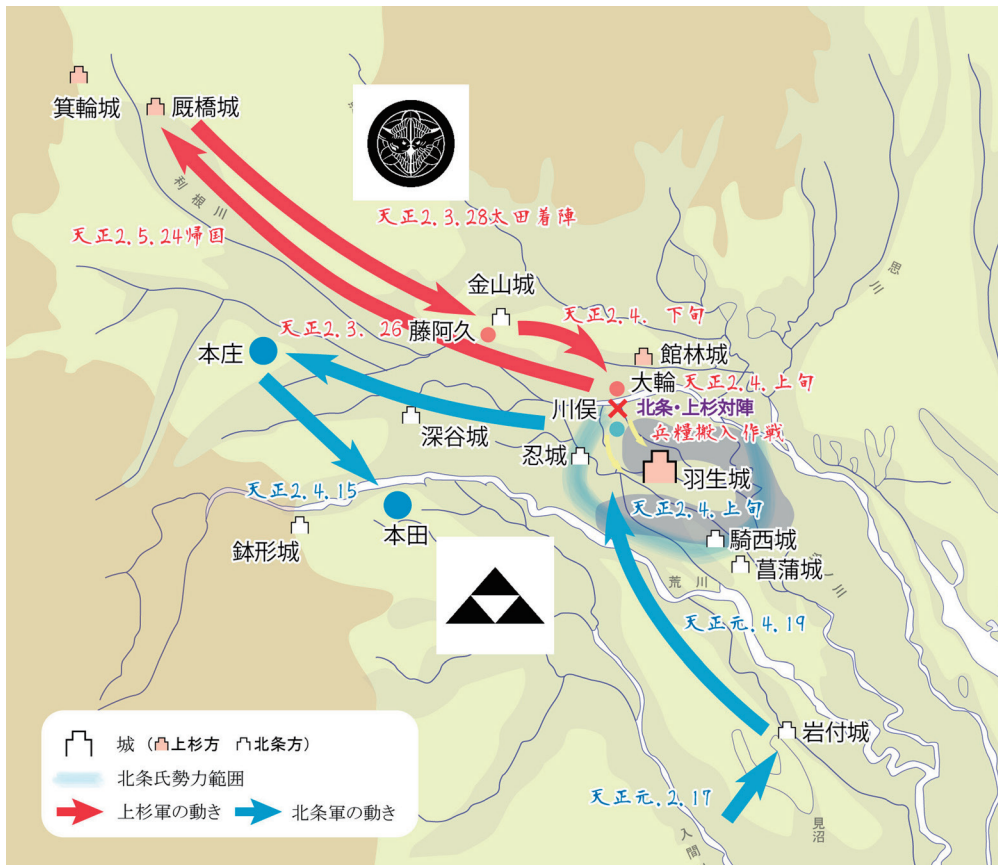 箕輪城
厩橋城
利根川
天正2.3.28太田着陣
天正2.5.24帰国
思川
金山城
天正2.3.26
藤阿久
天正2.4.下旬
本庄
館林城
大輪
天正2.4.上旬
川俣
北条・上杉対陣
兵糧搬入作戦
深谷城
忍城
羽生城
天正2.4.15
天正2.4.上旬
本田
鉢形城
騎西城
菖蒲城
荒川
天正元.4.19
岩付城
天正元.2.17
見沼
入間
城（上杉方 北条方）
北条氏勢力範囲
上杉軍の動き
北条軍の動き